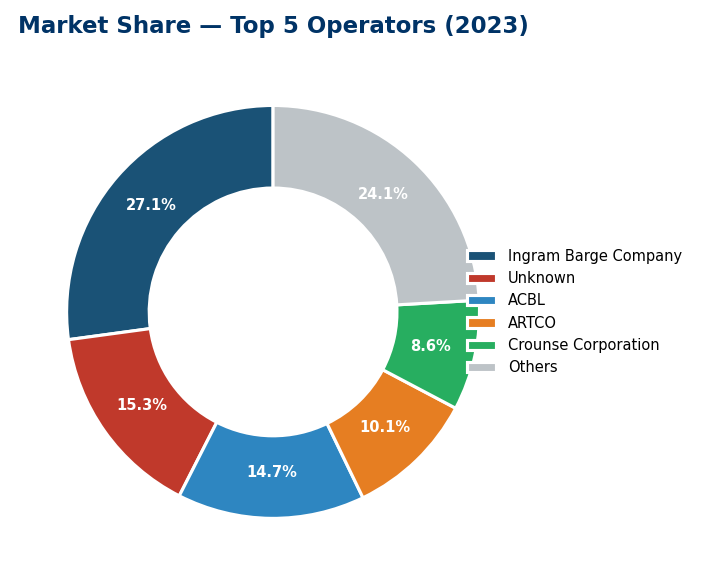 Market Share — Top 5 Operators (2023)
24.1%
27.1%
Ingram Barge Company
Unknown
ACBL
ARTCO
Crounse Corporation
Others
8.6%
15.3%
10.1%
14.7%